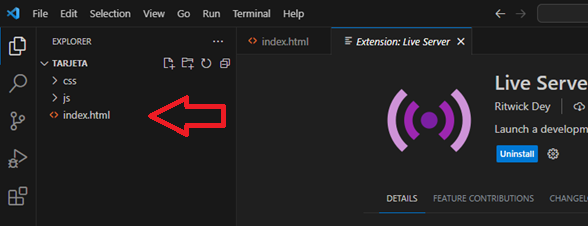 File Edit Selection View Go Run Terminal Help
EXPLORER
TARJETA
css
js
index.html
index.html
Extension: Live Server
Live Serve
Ritwick Dey
Launch a developm
Uninstall
DETAILS FEATURE CONTRIBUTIONS CHANGEL